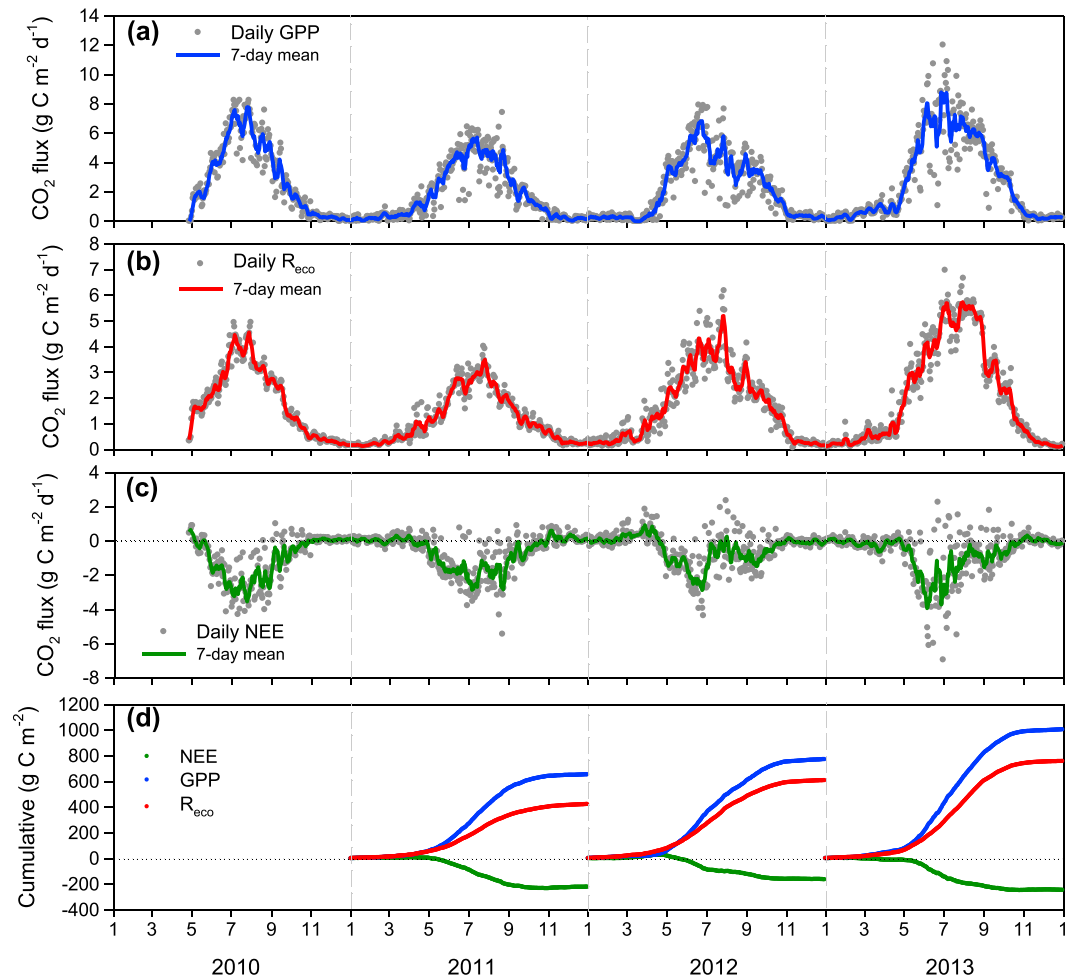 (a)
Daily GPP
7-day mean
CO2 flux (g C m-2 d-1)
14
12
10
8
6
4
2
0
(b)
Daily Reco
7-day mean
CO2 flux (g C m-2 d-1)
8
7
6
5
4
3
2
1
0
(c)
Daily NEE
7-day mean
CO2 flux (g C m-2 d-1)
4
2
0
-2
-4
-6
-8
(d)
NEE
GPP
Reco
Cumulative (g C m-2)
1200
1000
800
600
400
200
0
-200
-400
1 3 5 7 9 11 1 3 5 7 9 11 1 3 5 7 9 11 1 3 5 7 9 11 1
2010 2011 2012 2013